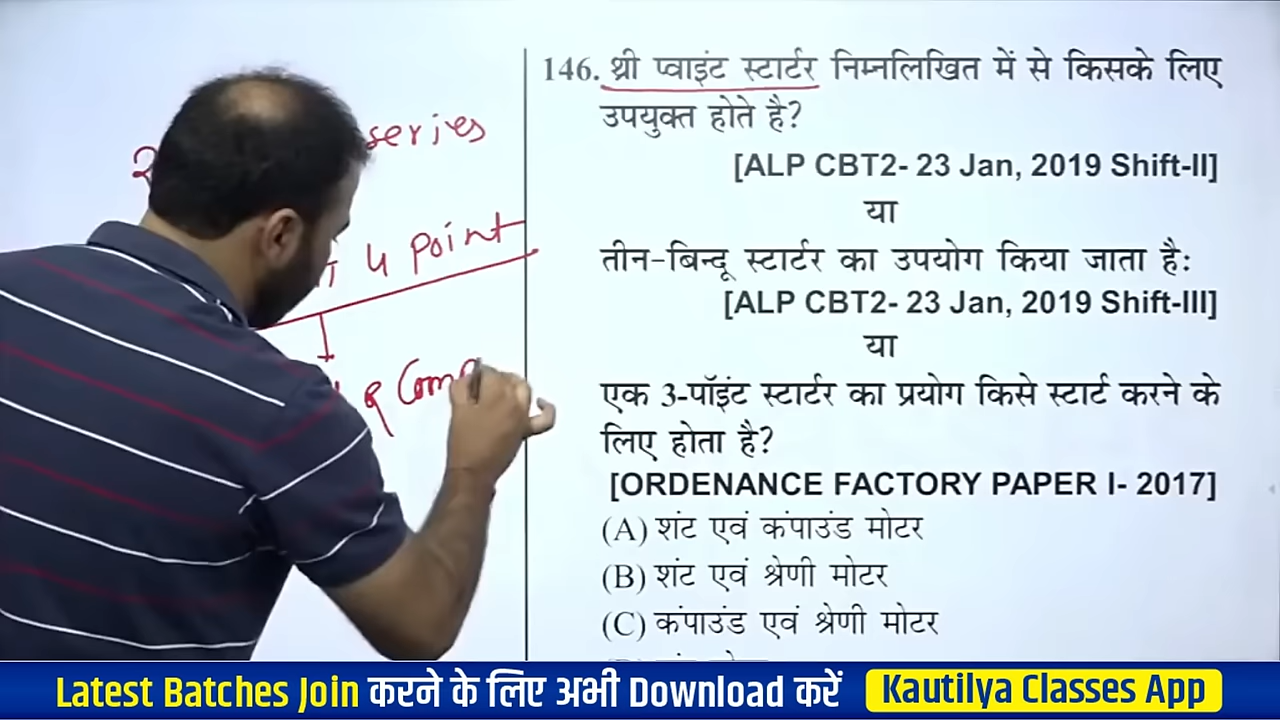 series
4 Point
& Com
146. थ्री प्वाइंट स्टार्टर निम्नलिखित में से किसके लिए
उपयुक्त होते है?
[ALP CBT2- 23 Jan, 2019 Shift-II]
या
तीन-बिन्दू स्टार्टर का उपयोग किया जाता है:
[ALP CBT2- 23 Jan, 2019 Shift-III]
या
एक 3-पॉइंट स्टार्टर का प्रयोग किसे स्टार्ट करने के
लिए होता है?
[ORDENANCE FACTORY PAPER I- 2017]
(A) शंट एवं कंपाउंड मोटर
(B) शंट एवं श्रेणी मोटर
(C) कंपाउंड एवं श्रेणी मोटर
Latest Batches Join करने के लिए अभी Download करें Kautilya Classes App